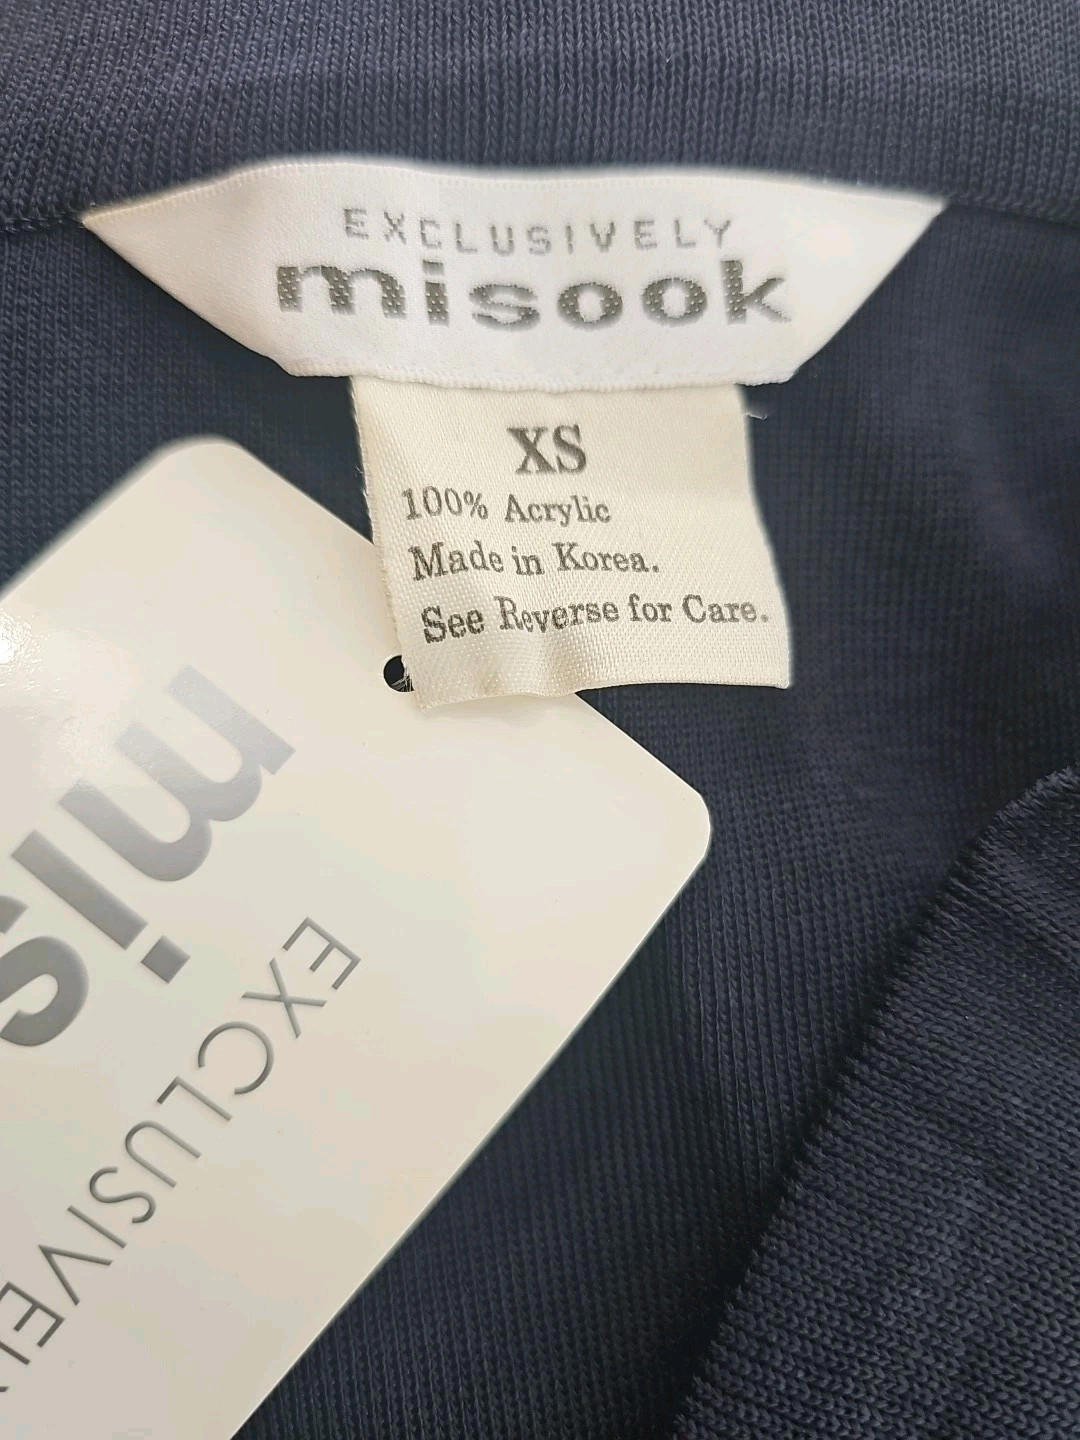 EXCLUSIVELY
misook
XS
100% Acrylic
Made in Korea.
See Reverse for Care.
mis
EXCLUSIVEL